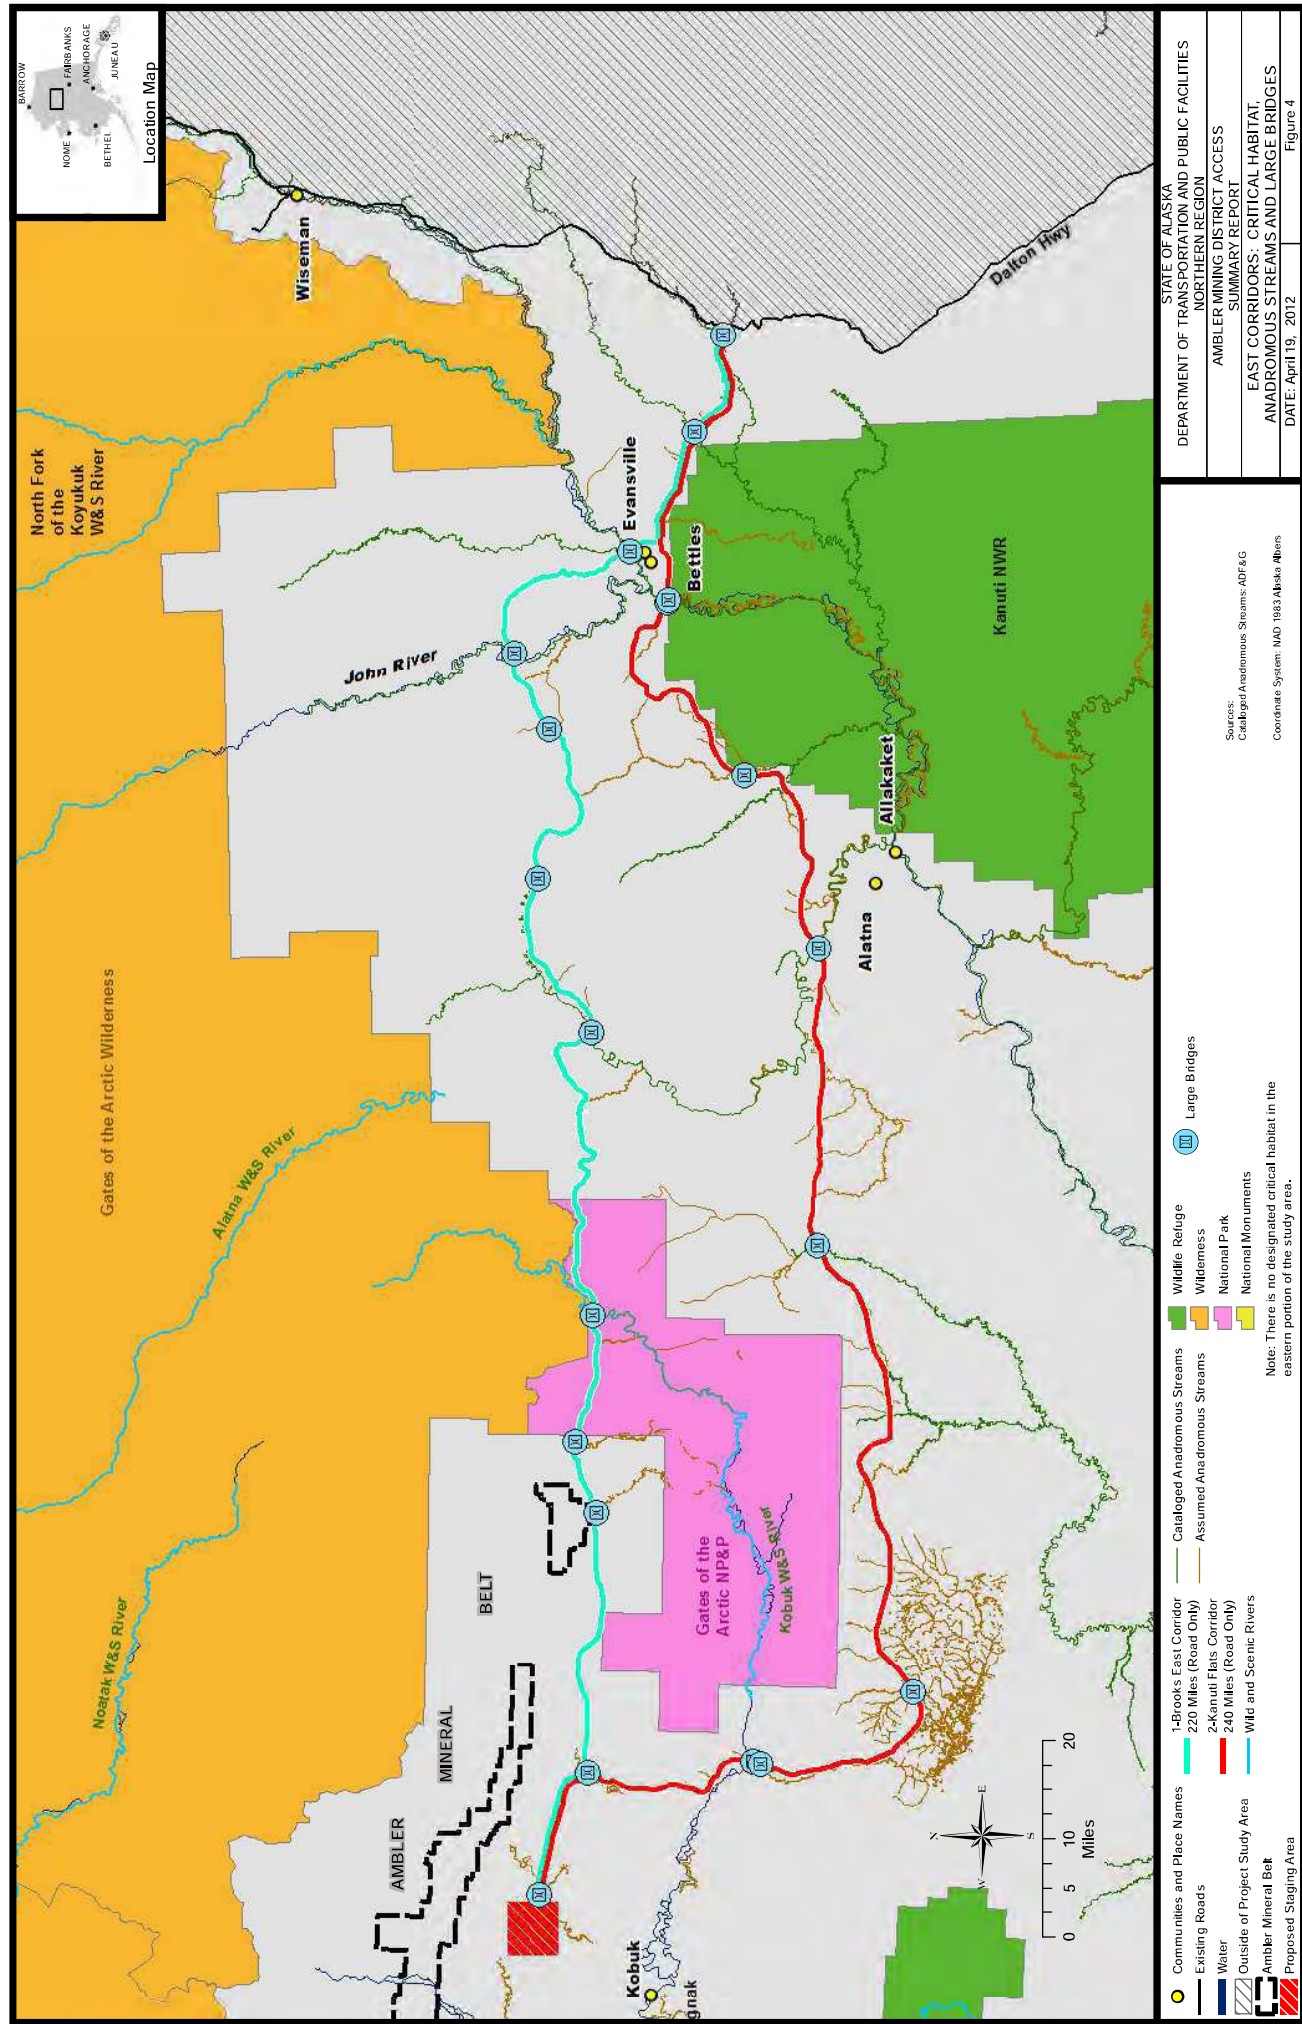 BARROW
NOME
FAIRBANKS
ANCHORAGE
BETHEL
JUNEAU
Location Map
North Fork
of the
Koyukuk
W&S River
Wiseman
Gates of the Arctic Wilderness
Alatna W&S River
Noatak W&S River
John River
Evansville
Bettles
Dalton Hwy
Kanuti NWR
Allakaket
Alatna
AMBLER
MINERAL
BELT
Gates of the
Arctic NP&P
Kobuk W&S River
Kobuk
gnak
N
E
S
W
0
5
10
20
Miles
Communities and Place Names
Existing Roads
Water
Outside of Project Study Area
Ambler Mineral Belt
Proposed Staging Area
1-Brooks East Corridor
220 Miles (Road Only)
2-Kanuti Flats Corridor
240 Miles (Road Only)
Wild and Scenic Rivers
Cataloged Anadromous Streams
Assumed Anadromous Streams
Wildlife Refuge
Wilderness
National Park
National Monuments
Large Bridges
Note: There is no designated critical habitat in the
eastern portion of the study area.
Sources:
Cataloged Anadromous Streams: ADF&G
Coordinate System: NAD 1983 Alaska Albers
STATE OF ALASKA
DEPARTMENT OF TRANSPORTATION AND PUBLIC FACILITIES
NORTHERN REGION
AMBLER MINING DISTRICT ACCESS
SUMMARY REPORT
EAST CORRIDORS: CRITICAL HABITAT,
ANADROMOUS STREAMS AND LARGE BRIDGES
DATE: April 19, 2012
Figure 4